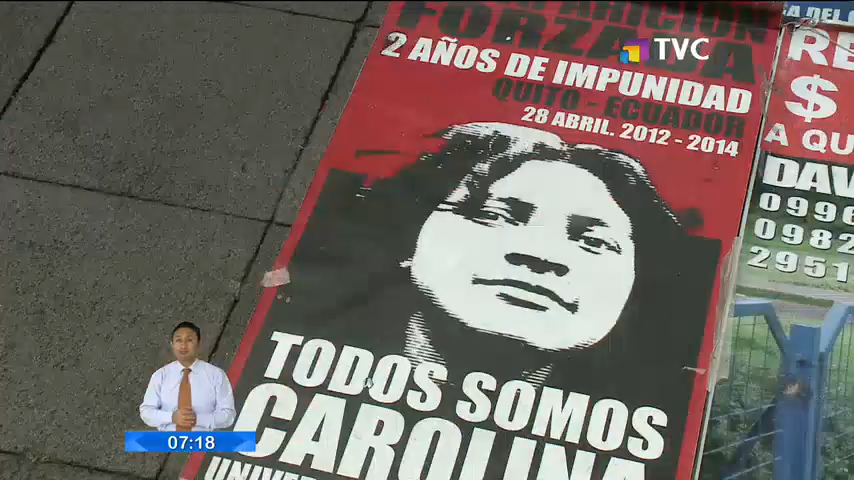 TVC
FORZADA
2 AÑOS DE IMPUNIDAD
QUITO - ECUADOR
28 ABRIL. 2012 - 2014
TODOS SOMOS
CAROLINA
07:18
RE
$
A QU
DAV
0996
0982
2951